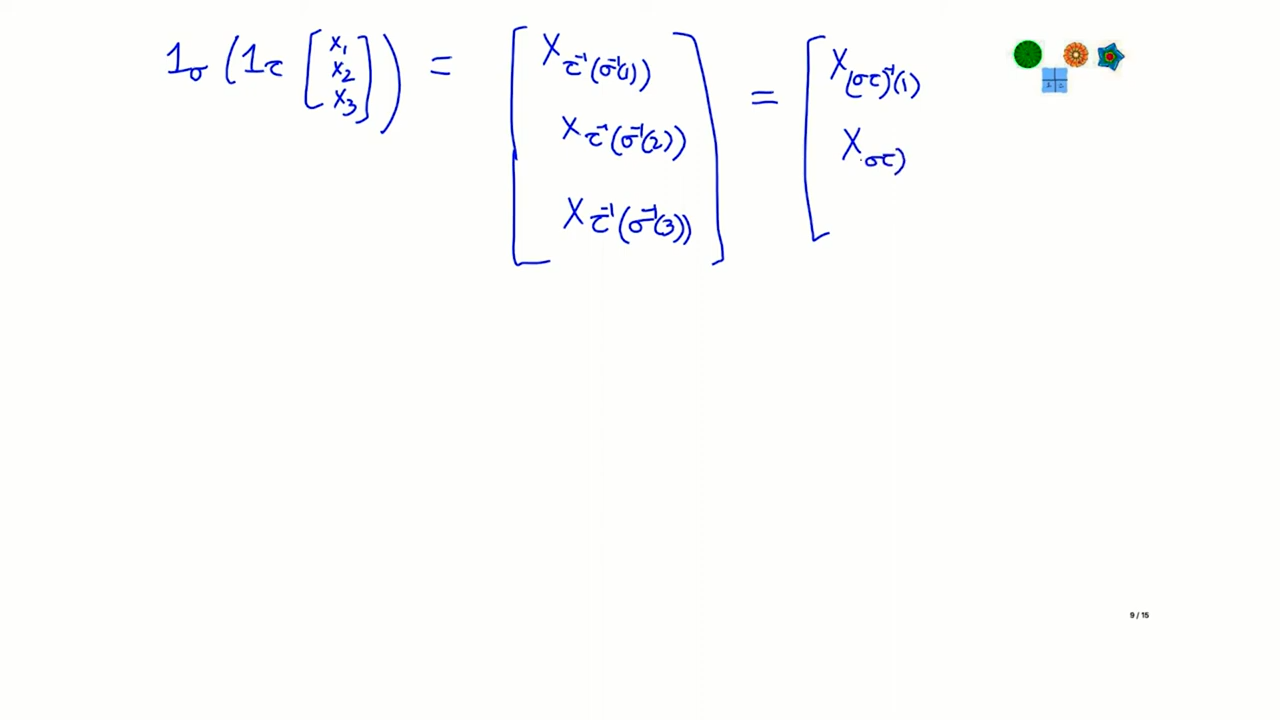 1σ (1τ [x1 x2 x3]) = [Xτ⁻¹(σ⁻¹(1)) = [X(στ)⁻¹(1)
Xτ⁻¹(σ⁻¹(2)) Xστ)
Xτ⁻¹(σ⁻¹(3))]
9 / 15